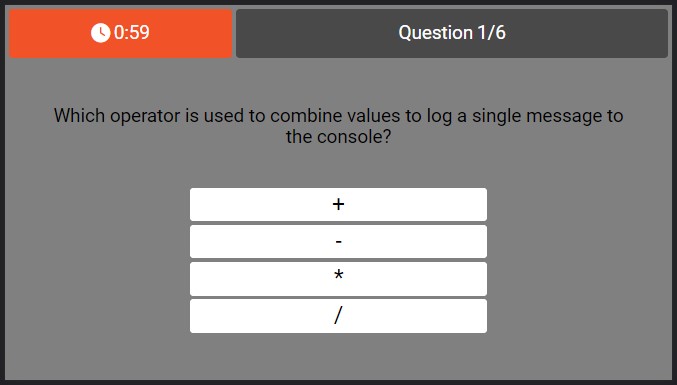 0:59
Question 1/6
Which operator is used to combine values to log a single message to
the console?
+
-
*
/